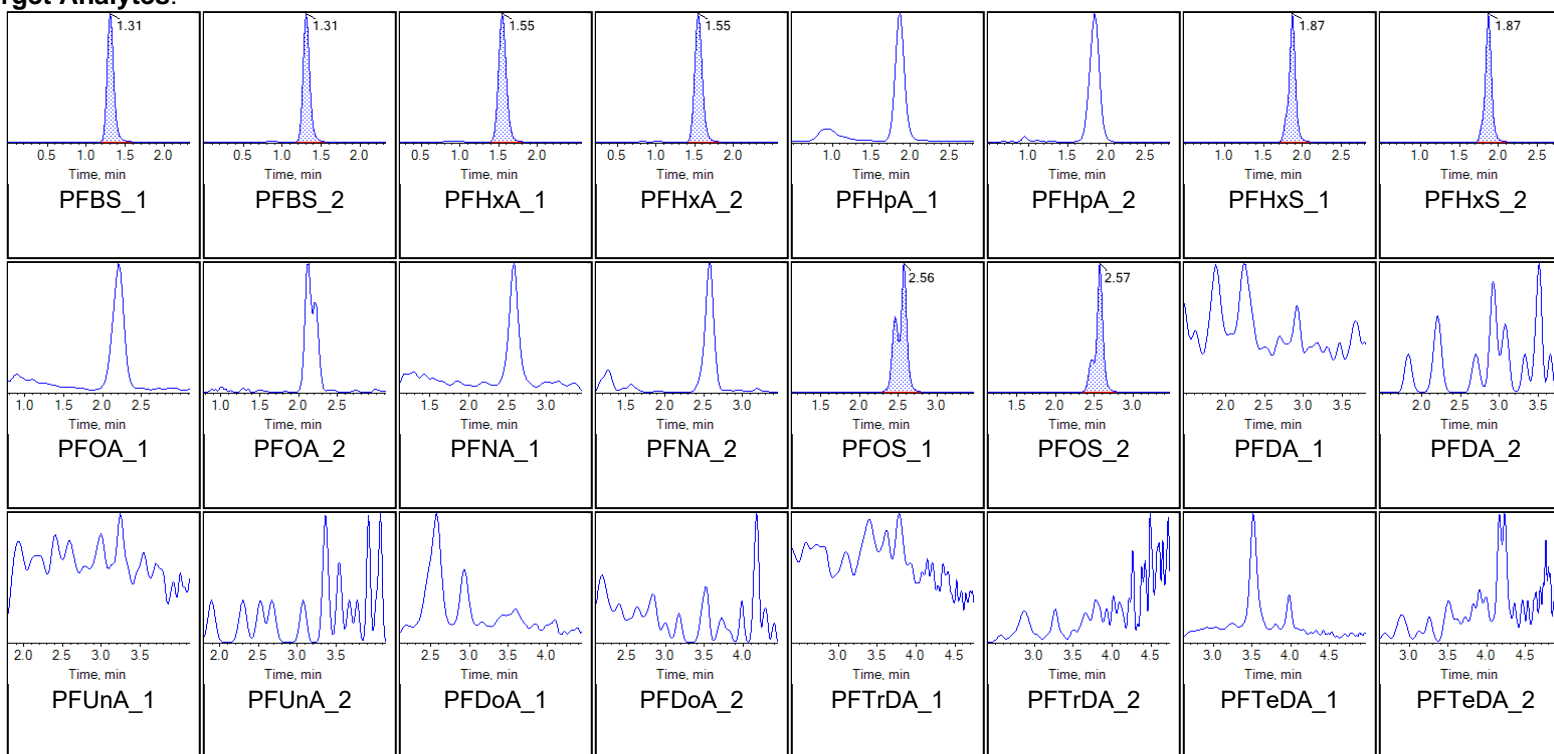 1.31 1.31 1.55 1.55 1.87 1.87
0.5 1.0 1.5 2.0 0.5 1.0 1.5 2.0 0.5 1.0 1.5 2.0 0.5 1.0 1.5 2.0 1.0 1.5 2.0 2.5 1.0 1.5 2.0 2.5 1.0 1.5 2.0 2.5 1.0 1.5 2.0 2.5
Time, min Time, min Time, min Time, min Time, min Time, min Time, min Time, min
PFBS_1 PFBS_2 PFHxA_1 PFHxA_2 PFHpA_1 PFHpA_2 PFHxS_1 PFHxS_2
2.56 2.57
1.0 1.5 2.0 2.5 1.0 1.5 2.0 2.5 1.5 2.0 2.5 3.0 1.5 2.0 2.5 3.0 1.5 2.0 2.5 3.0 1.5 2.0 2.5 3.0 2.0 2.5 3.0 3.5 2.0 2.5 3.0 3.5
Time, min Time, min Time, min Time, min Time, min Time, min Time, min Time, min
PFOA_1 PFOA_2 PFNA_1 PFNA_2 PFOS_1 PFOS_2 PFDA_1 PFDA_2
2.0 2.5 3.0 3.5 2.0 2.5 3.0 3.5 2.5 3.0 3.5 4.0 2.5 3.0 3.5 4.0 3.0 3.5 4.0 4.5 3.0 3.5 4.0 4.5 3.0 3.5 4.0 4.5 3.0 3.5 4.0 4.5
Time, min Time, min Time, min Time, min Time, min Time, min Time, min Time, min
PFUnA_1 PFUnA_2 PFDoA_1 PFDoA_2 PFTrDA_1 PFTrDA_2 PFTeDA_1 PFTeDA_2